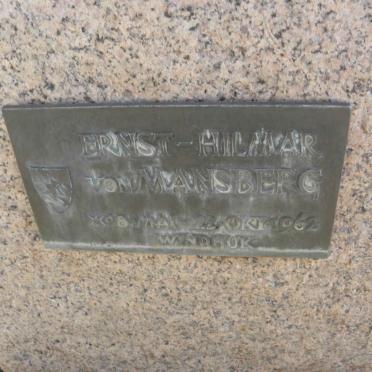 ERNST-HILMAR
von MANSBERG
OKT 1962
WINDHUK